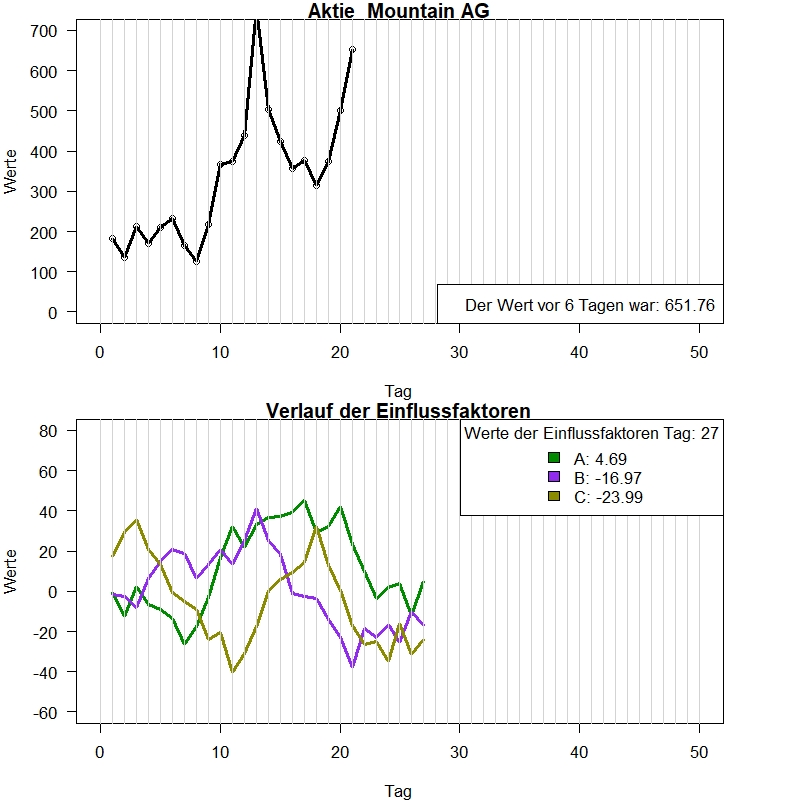 Aktie  Mountain AG
Werte
700
600
500
400
300
200
100
0
Der Wert vor 6 Tagen war: 651.76
0 10 20 30 40 50
Tag
Verlauf der Einflussfaktoren
Werte
80
60
40
20
0
-20
-40
-60
Werte der Einflussfaktoren Tag: 27
A: 4.69
B: -16.97
C: -23.99
0 10 20 30 40 50
Tag